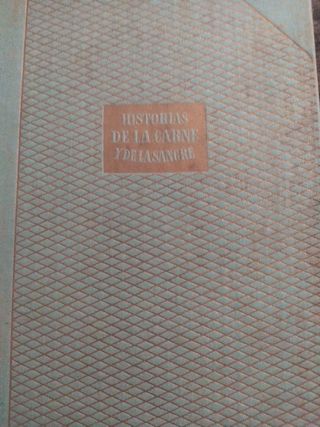 HISTORIAS
DE LA CARNE
Y DE LA SANGRE